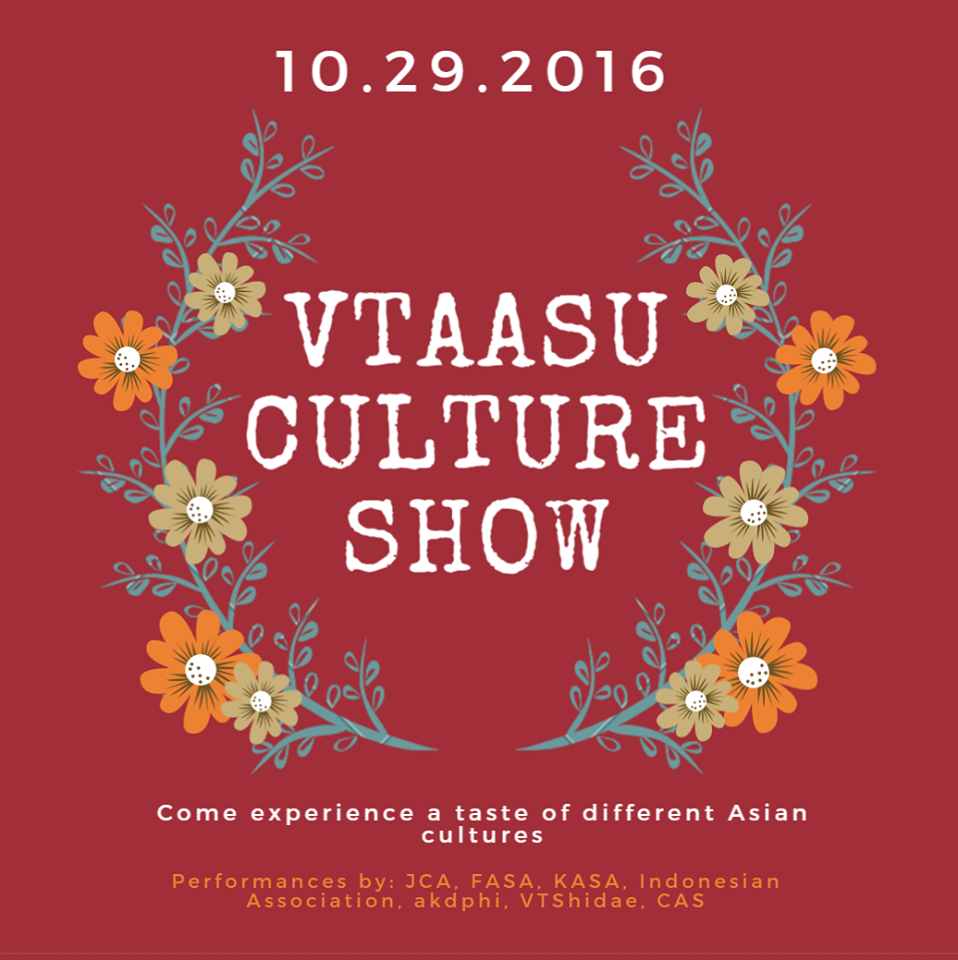 10.29.2016
VTAASU
CULTURE
SHOW
Come experience a taste of different Asian
cultures
Performances by: JCA, FASA, KASA, Indonesian
Association, akdphi, VTShidae, CAS